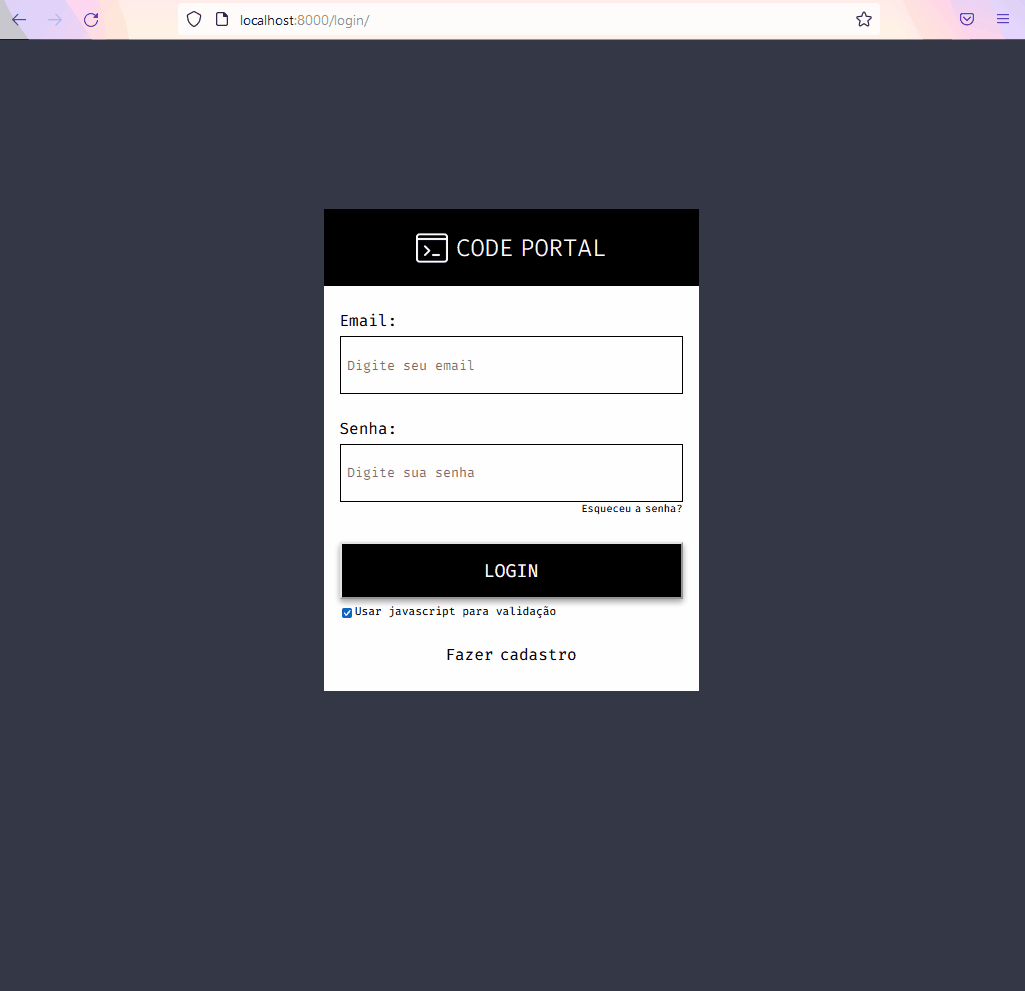 localhost:8000/login/
CODE PORTAL
Email:
Digite seu email
Senha:
Digite sua senha
Esqueceu a senha?
LOGIN
Usar javascript para validação
Fazer cadastro